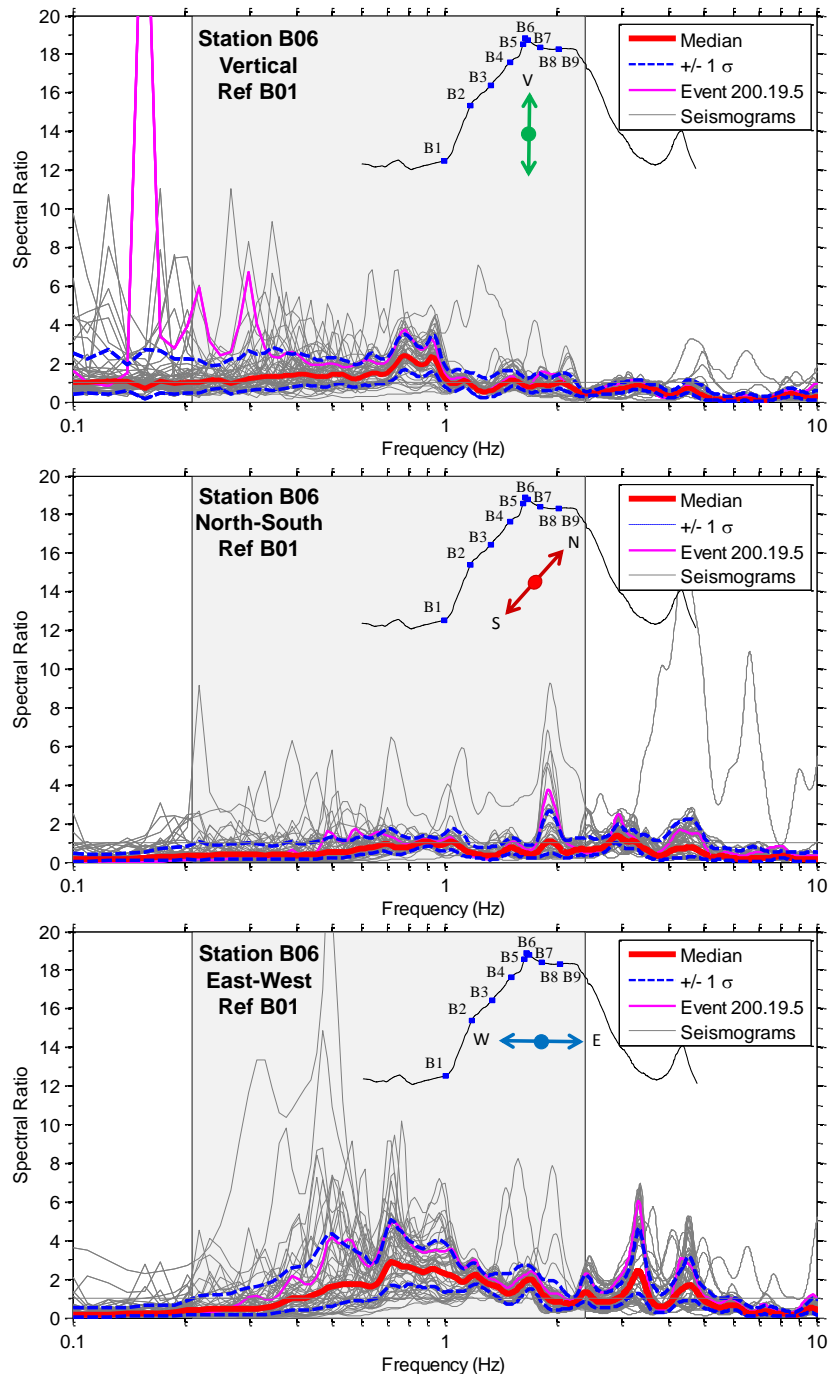 20
18
16
14
12
10
8
6
4
2
0
Spectral Ratio
Station B06
Vertical
Ref B01
B1
B2
B3
B4
B5
B6
B7
B8 B9
V
Median
+/- 1 σ
Event 200.19.5
Seismograms
0.1
1
10
Frequency (Hz)
20
18
16
14
12
10
8
6
4
2
0
Spectral Ratio
Station B06
North-South
Ref B01
B1
B2
B3
B4
B5
B6
B7
B8 B9
N
S
Median
+/- 1 σ
Event 200.19.5
Seismograms
0.1
1
10
Frequency (Hz)
20
18
16
14
12
10
8
6
4
2
0
Spectral Ratio
Station B06
East-West
Ref B01
B1
B2
B3
B4
B5
B6
B7
B8 B9
W
E
Median
+/- 1 σ
Event 200.19.5
Seismograms
0.1
1
10
Frequency (Hz)